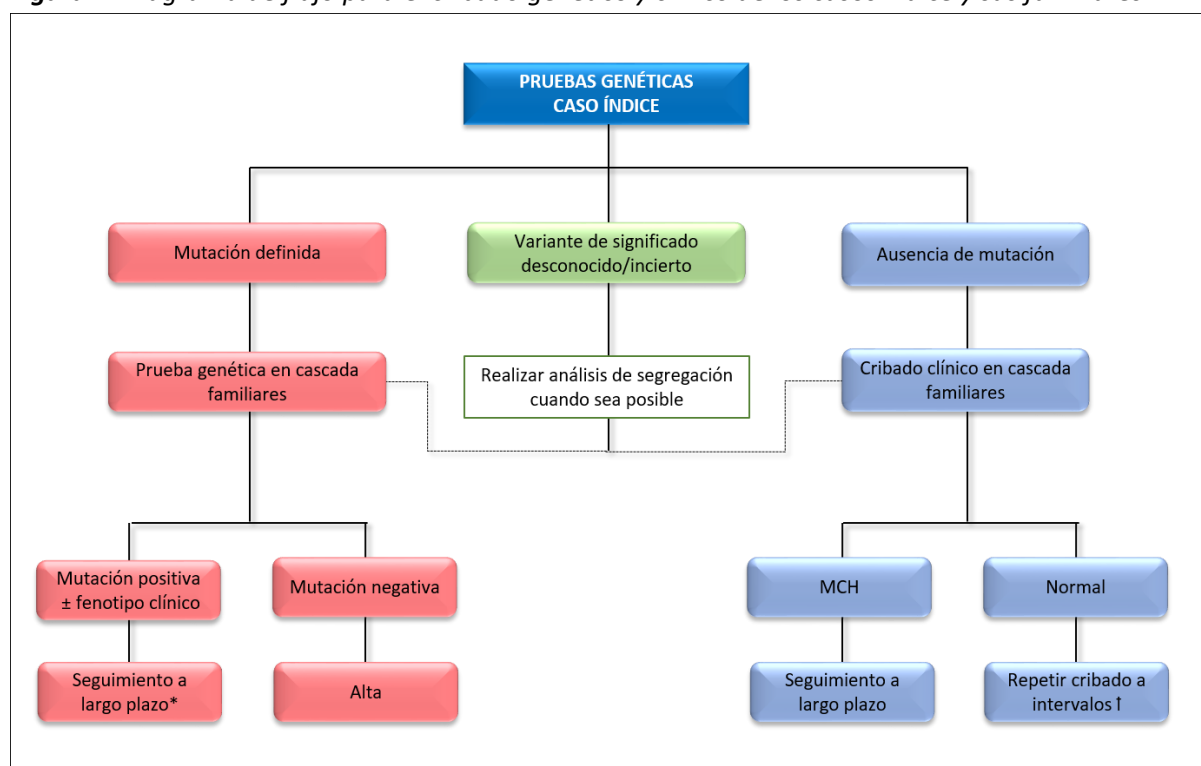 PRUEBAS GENÉTICAS
CASO ÍNDICE
Mutación definida
Variante de significado
desconocido/incierto
Ausencia de mutación
Prueba genética en cascada
familiares
Realizar análisis de segregación
cuando sea posible
Cribado clínico en cascada
familiares
Mutación positiva
± fenotipo clínico
Mutación negativa
MCH
Normal
Seguimiento a
largo plazo*
Alta
Seguimiento a
largo plazo
Repetir cribado a
intervalos↑